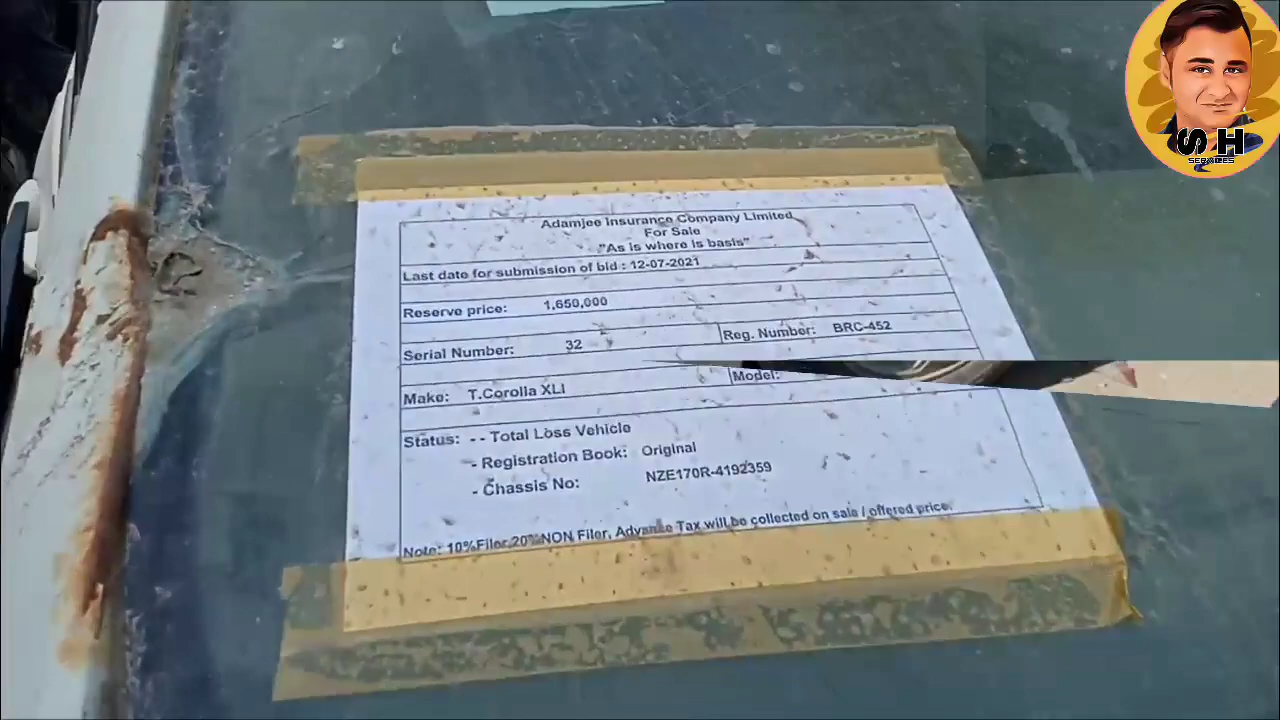 Adamjee Insurance Company Limited
For Sale
"As is where is basis"
Last date for submission of bid : 12-07-2021
Reserve price: 1,650,000
Serial Number: 32 Reg. Number: BRC-452
Make: T.Corolla XLI Model:
Status: - - Total Loss Vehicle
- Registration Book: Original
- Chassis No: NZE170R-4192359
Note: 10%Filer,20%NON Filer, Advance Tax will be collected on sale / offered price.
S H
SERVICES